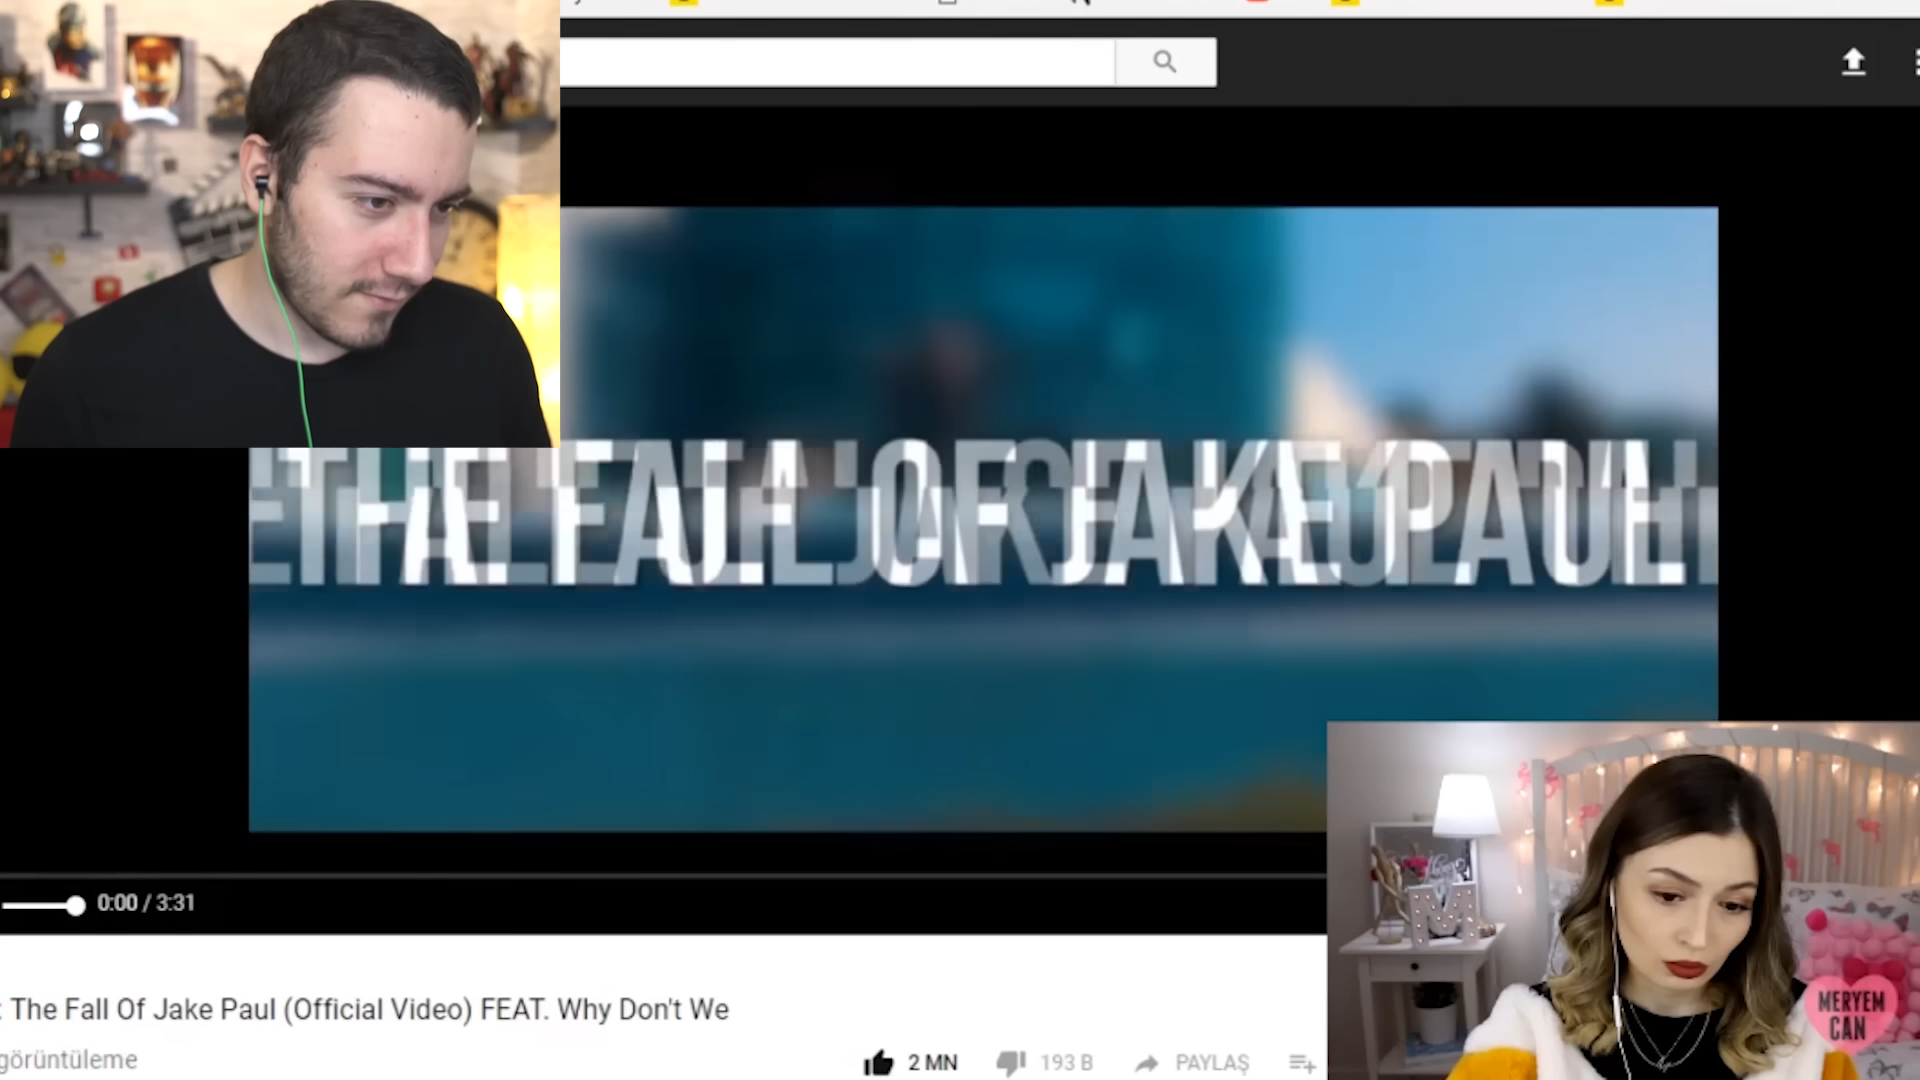 THE FALL OF JAKE PAUL
0:00 / 3:31
: The Fall Of Jake Paul (Official Video) FEAT. Why Don't We
görüntüleme
2 MN
193 B
PAYLAŞ
M
MERYEM
CAN